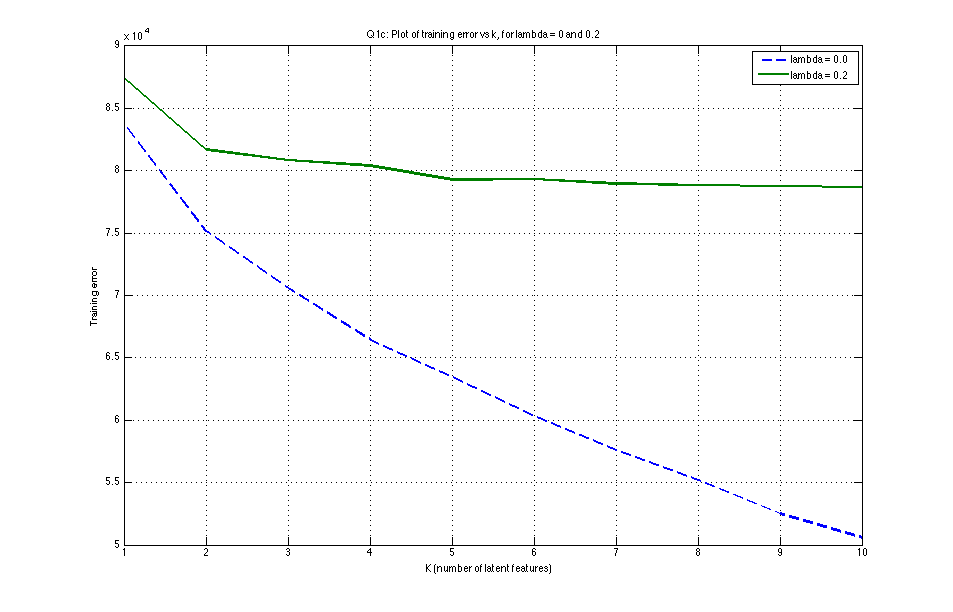 Q1c: Plot of training error vs k, for lambda = 0 and 0.2
x 10^4
lambda = 0.0
lambda = 0.2
9
8.5
8
7.5
7
6.5
6
5.5
5
Training error
1 2 3 4 5 6 7 8 9 10
K (number of latent features)